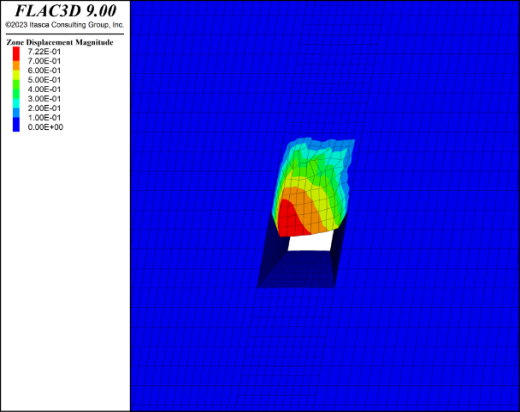 FLAC3D 9.00
©2023 Itasca Consulting Group, Inc.
Zone Displacement Magnitude
7.22E-01
7.00E-01
6.00E-01
5.00E-01
4.00E-01
3.00E-01
2.00E-01
1.00E-01
0.00E+00